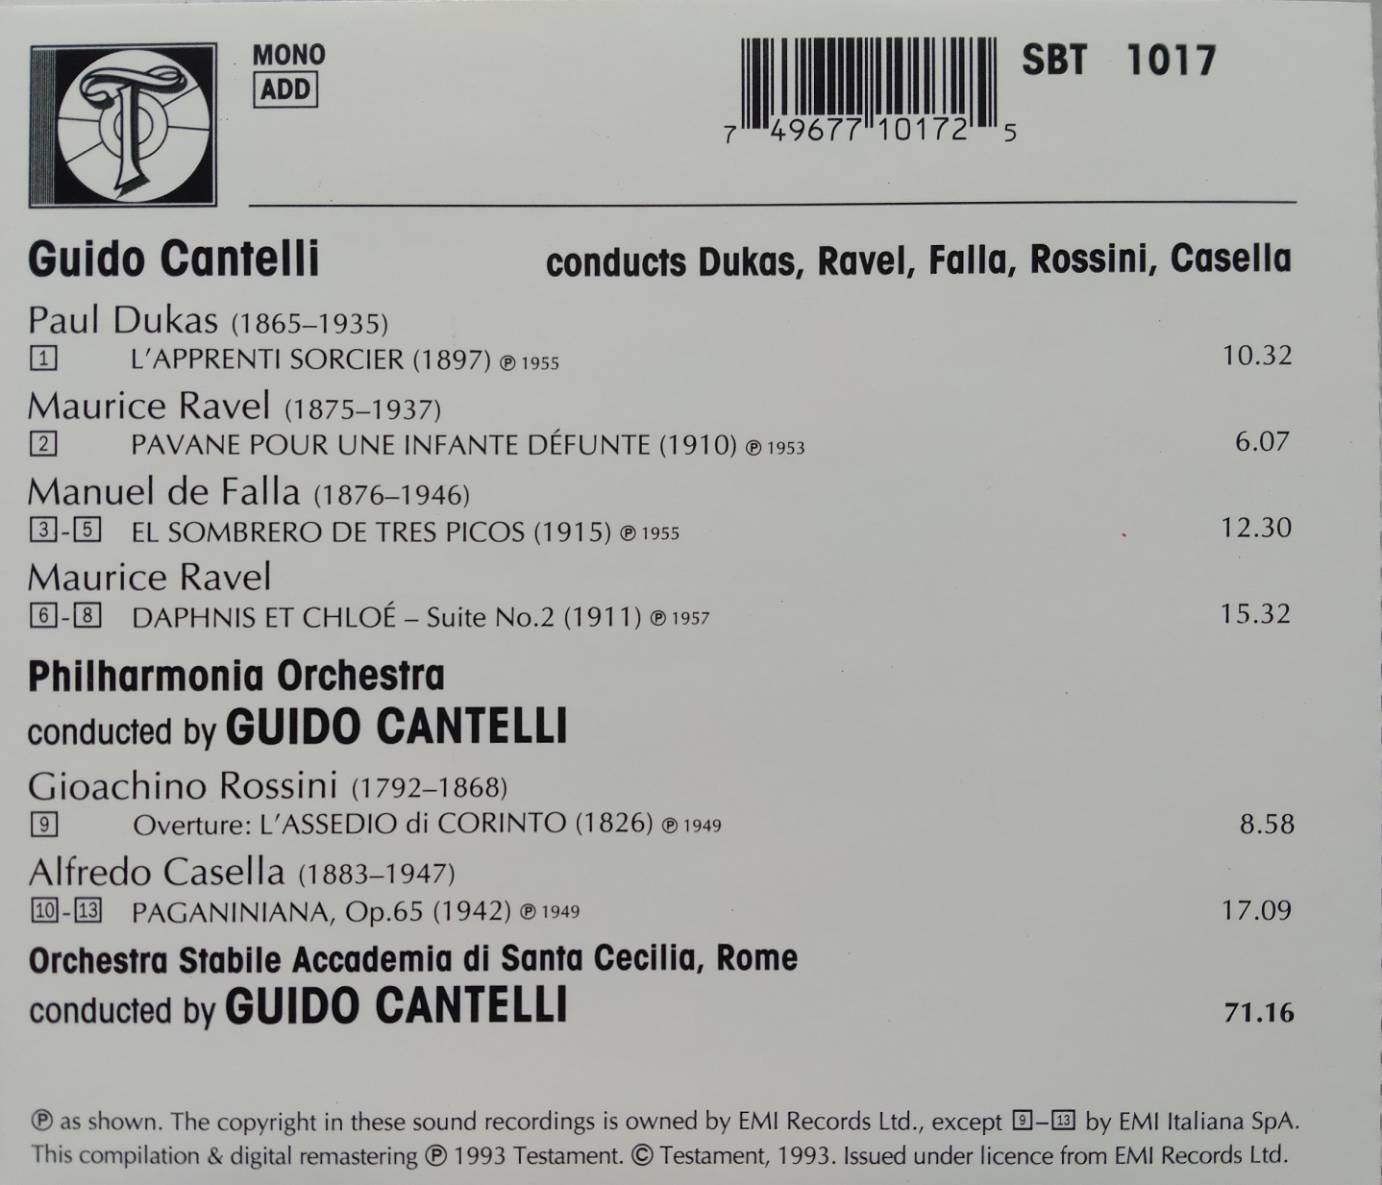 T
MONO
ADD
SBT 1017
7 49677 10172 5
Guido Cantelli conducts Dukas, Ravel, Falla, Rossini, Casella
Paul Dukas (1865–1935)
1 L'APPRENTI SORCIER (1897) ℗ 1955 10.32
Maurice Ravel (1875–1937)
2 PAVANE POUR UNE INFANTE DÉFUNTE (1910) ℗ 1953 6.07
Manuel de Falla (1876–1946)
3-5 EL SOMBRERO DE TRES PICOS (1915) ℗ 1955 12.30
Maurice Ravel
6-8 DAPHNIS ET CHLOÉ – Suite No.2 (1911) ℗ 1957 15.32
Philharmonia Orchestra
conducted by GUIDO CANTELLI
Gioachino Rossini (1792–1868)
9 Overture: L'ASSEDIO di CORINTO (1826) ℗ 1949 8.58
Alfredo Casella (1883–1947)
10-13 PAGANINIANA, Op.65 (1942) ℗ 1949 17.09
Orchestra Stabile Accademia di Santa Cecilia, Rome
conducted by GUIDO CANTELLI 71.16
℗ as shown. The copyright in these sound recordings is owned by EMI Records Ltd., except 9–13 by EMI Italiana SpA.
This compilation & digital remastering ℗ 1993 Testament. © Testament, 1993. Issued under licence from EMI Records Ltd.